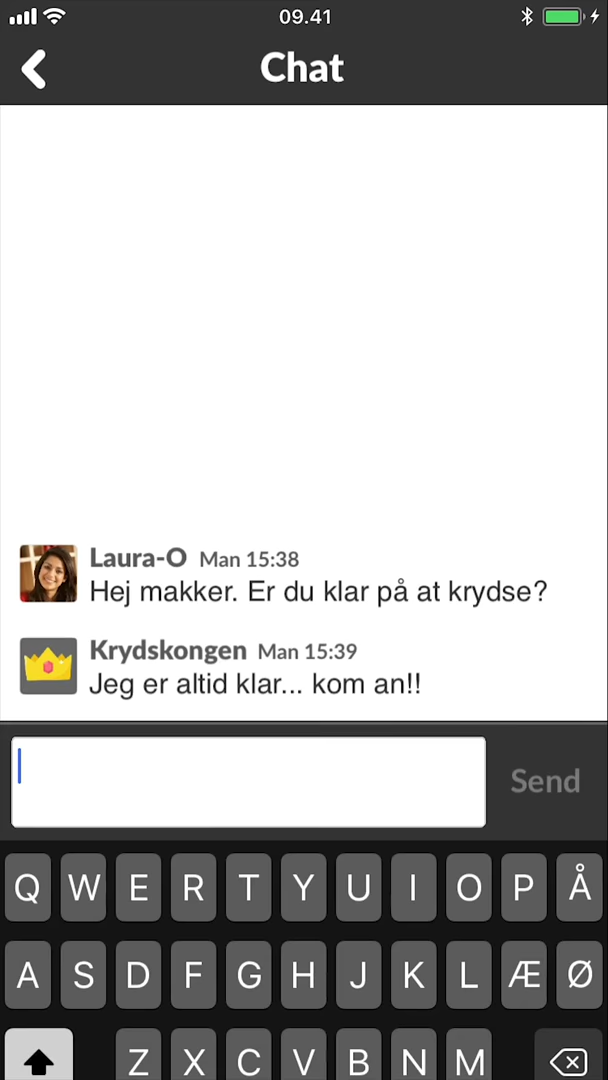 09.41
Chat
Laura-O Man 15:38
Hej makker. Er du klar på at krydse?
Krydskongen Man 15:39
Jeg er altid klar... kom an!!
Send
Q W E R T Y U I O P Å
A S D F G H J K L Æ Ø
Z X C V B N M